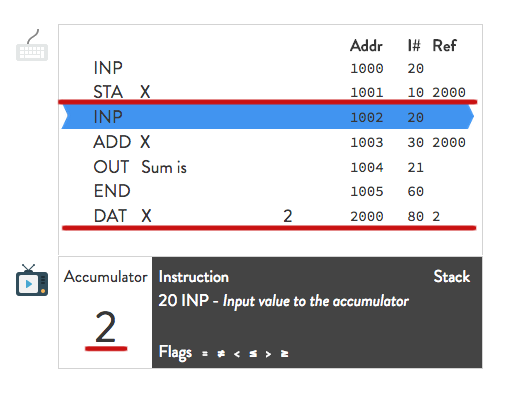 Addr I# Ref
INP 1000 20
STA X 1001 10 2000
INP 1002 20
ADD X 1003 30 2000
OUT Sum is 1004 21
END 1005 60
DAT X 2 2000 80 2
Accumulator Instruction Stack
20 INP - Input value to the accumulator
2
Flags = ≠ < ≤ > ≥